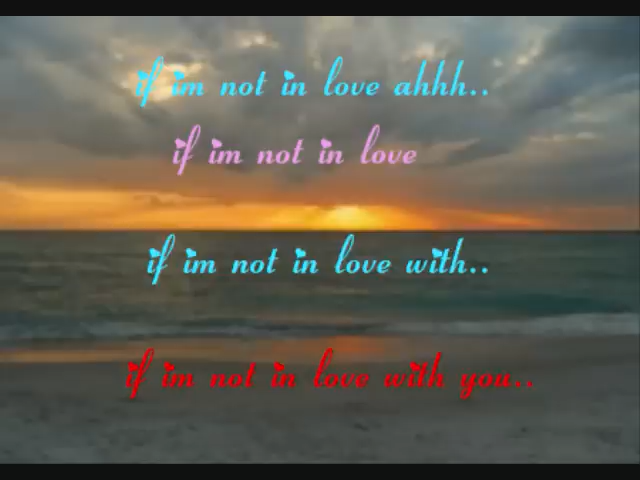 if im not in love ahhh..
if im not in love
if im not in love with..
if im not in love with you..